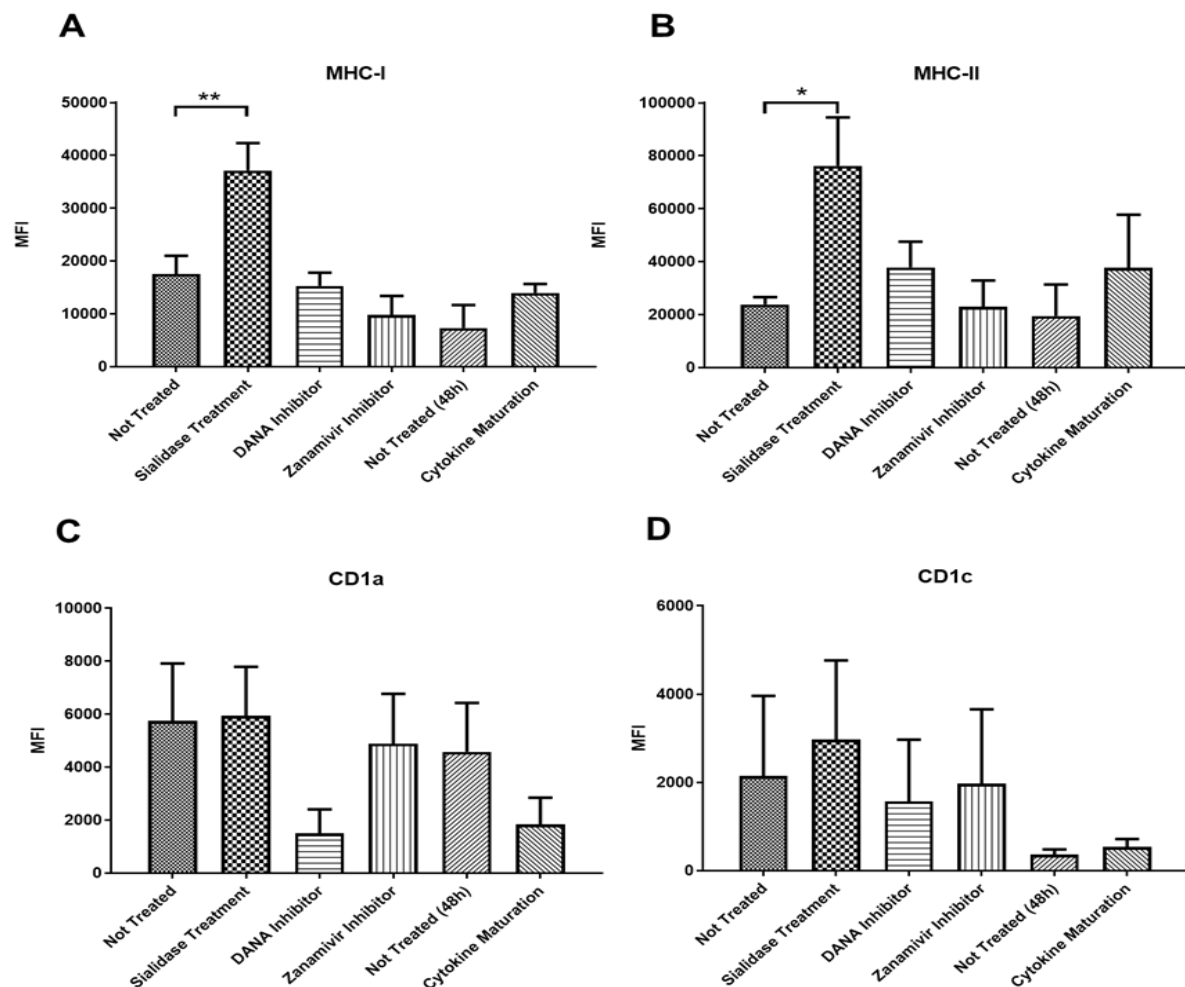 A
MHC-I
**
MFI
50000
40000
30000
20000
10000
0
Not Treated
Sialidase Treatment
DANA Inhibitor
Zanamivir Inhibitor
Not Treated (48h)
Cytokine Maturation
B
MHC-II
*
MFI
100000
80000
60000
40000
20000
0
Not Treated
Sialidase Treatment
DANA Inhibitor
Zanamivir Inhibitor
Not Treated (48h)
Cytokine Maturation
C
CD1a
MFI
10000
8000
6000
4000
2000
0
Not Treated
Sialidase Treatment
DANA Inhibitor
Zanamivir Inhibitor
Not Treated (48h)
Cytokine Maturation
D
CD1c
MFI
6000
4000
2000
0
Not Treated
Sialidase Treatment
DANA Inhibitor
Zanamivir Inhibitor
Not Treated (48h)
Cytokine Maturation